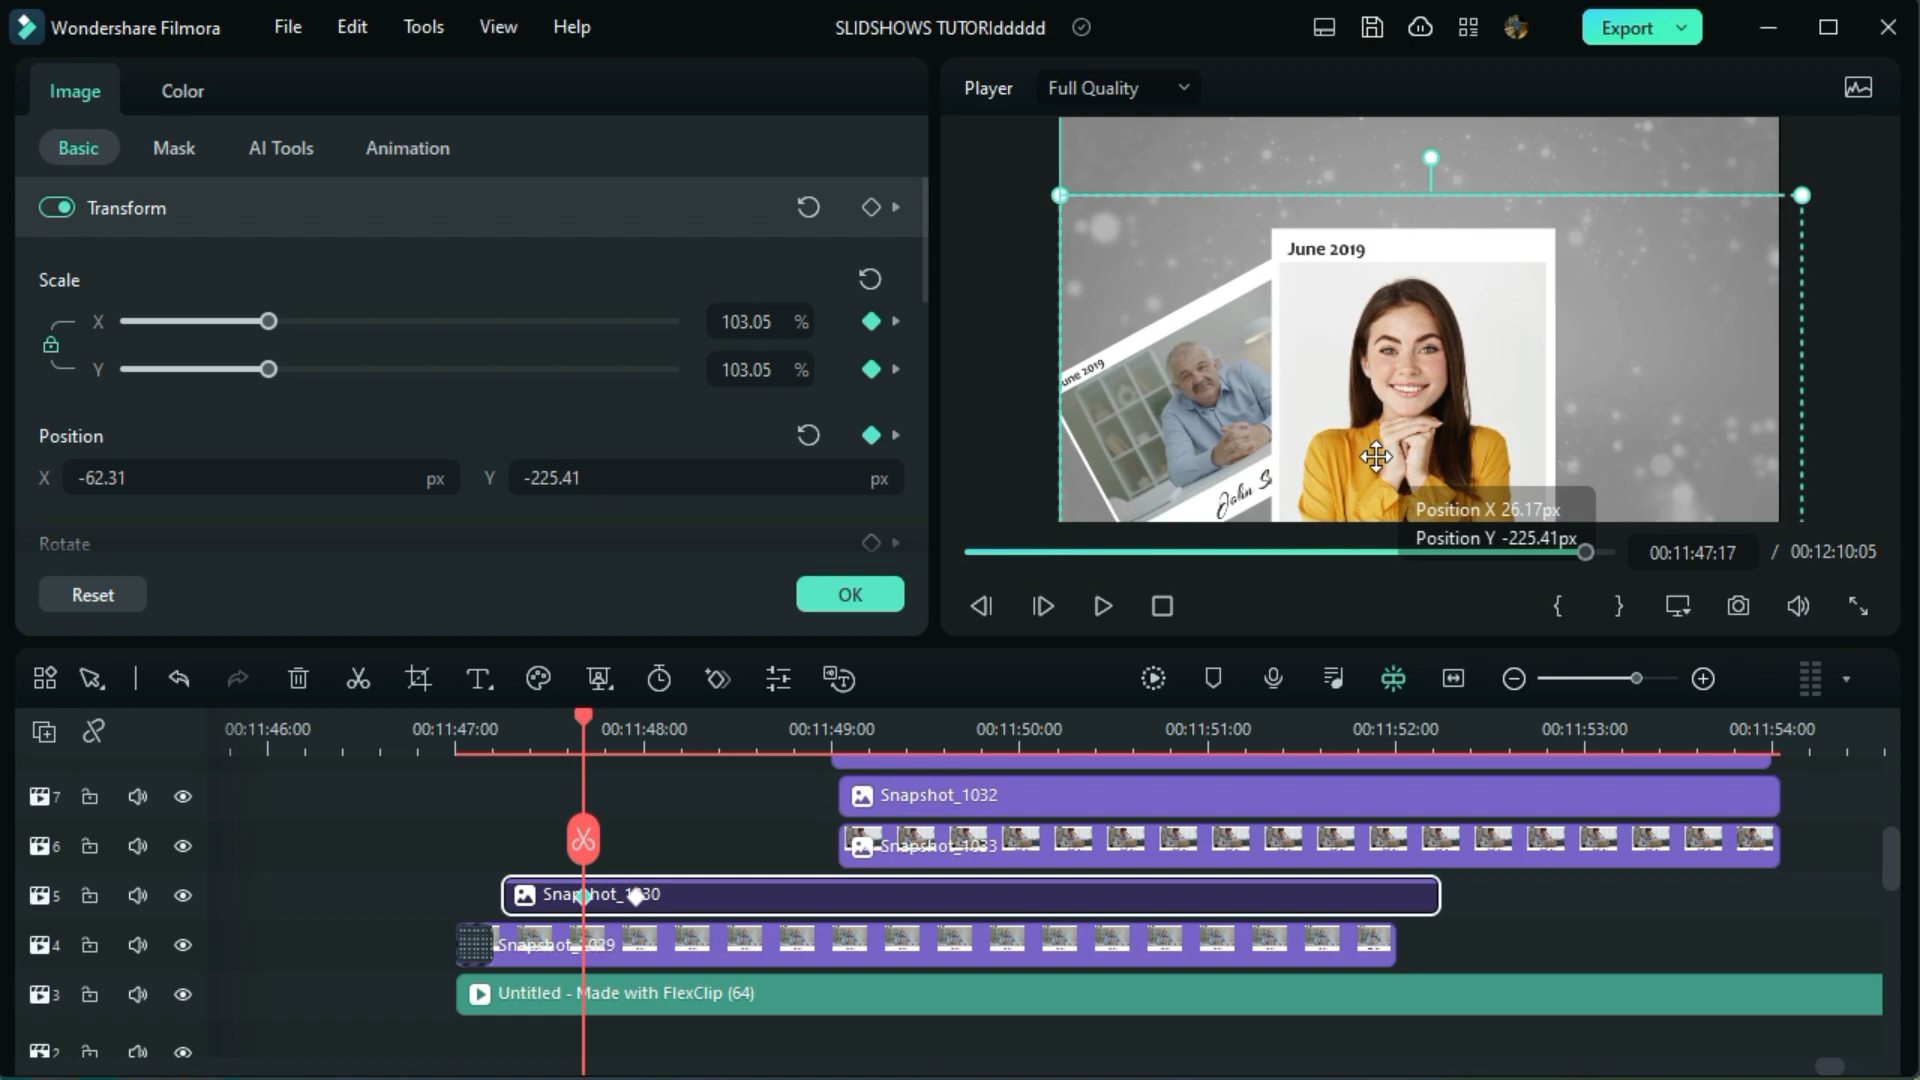 Wondershare Filmora
File
Edit
Tools
View
Help
SLIDSHOWS TUTORIddddd
Export
Image
Color
Player
Full Quality
Basic
Mask
AI Tools
Animation
Transform
Scale
X
103.05
%
Y
103.05
%
Position
X
-62.31
px
Y
-225.41
px
Rotate
Reset
OK
June 2019
June 2019
Position X 26.17px
Position Y -225.41px
00:11:47:17
/
00:12:10:05
00:11:46:00
00:11:47:00
00:11:48:00
00:11:49:00
00:11:50:00
00:11:51:00
00:11:52:00
00:11:53:00
00:11:54:00
7
Snapshot_1032
6
Snapshot_1033
5
Snapshot_1030
4
Snapshot_1029
3
Untitled - Made with FlexClip (64)
2